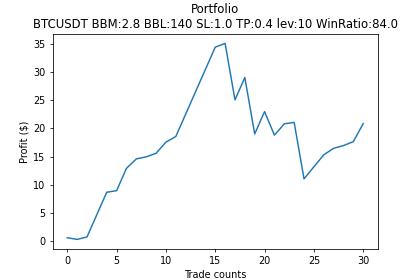 Portfolio
BTCUSDT BBM:2.8 BBL:140 SL:1.0 TP:0.4 lev:10 WinRatio:84.0
35
30
25
20
15
10
5
0
Profit ($)
0 5 10 15 20 25 30
Trade counts